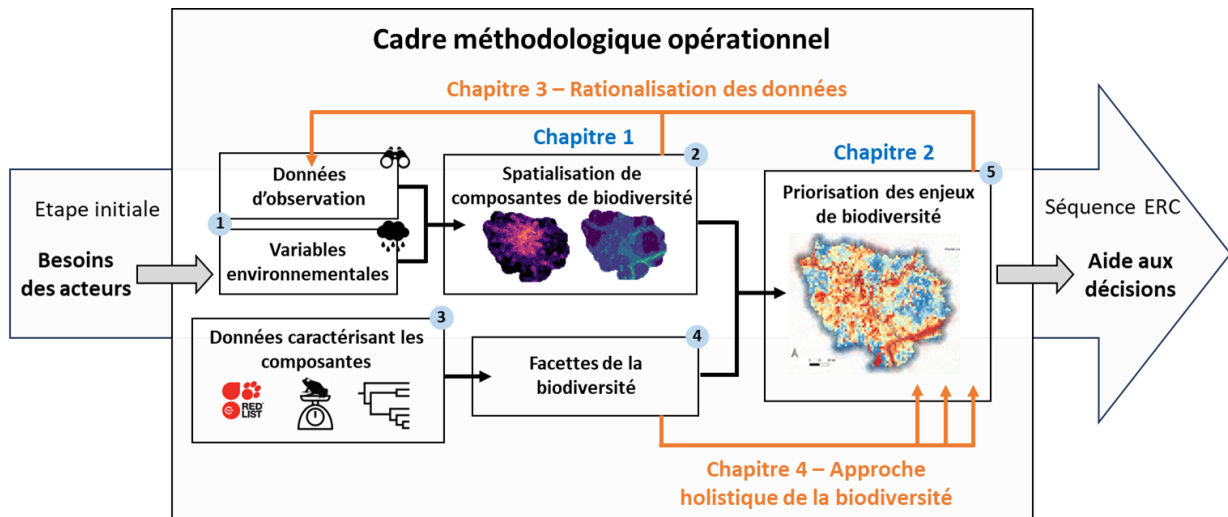 Cadre méthodologique opérationnel
Chapitre 3 – Rationalisation des données
Etape initiale
Besoins
des acteurs
Données
d'observation
1
Variables
environnementales
Chapitre 1
2
Spatialisation de
composantes de biodiversité
3
Données caractérisant les
composantes
RED
LIST
4
Facettes de la
biodiversité
Chapitre 2
5
Priorisation des enjeux
de biodiversité
Chapitre 4 – Approche
holistique de la biodiversité
Séquence ERC
Aide aux
décisions